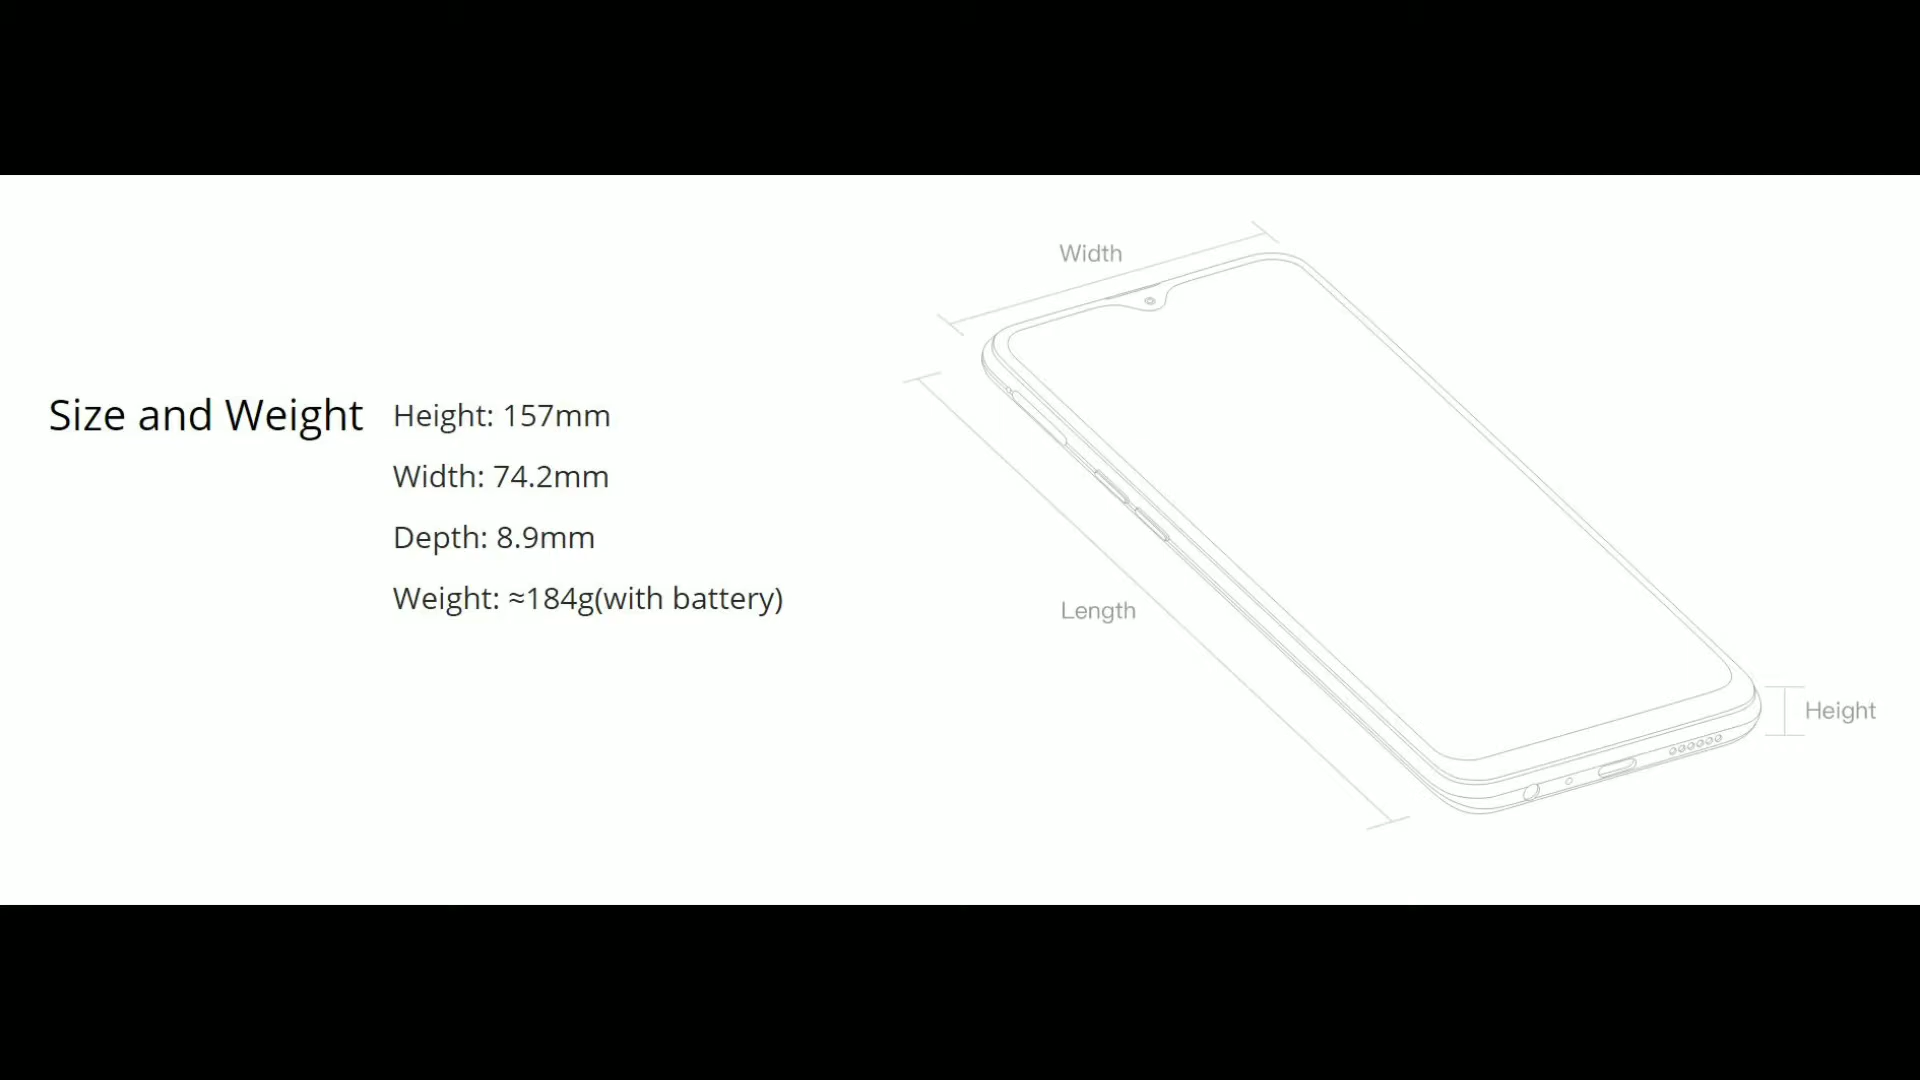 Size and Weight
Height: 157mm
Width: 74.2mm
Depth: 8.9mm
Weight: ≈184g(with battery)
Width
Length
Height